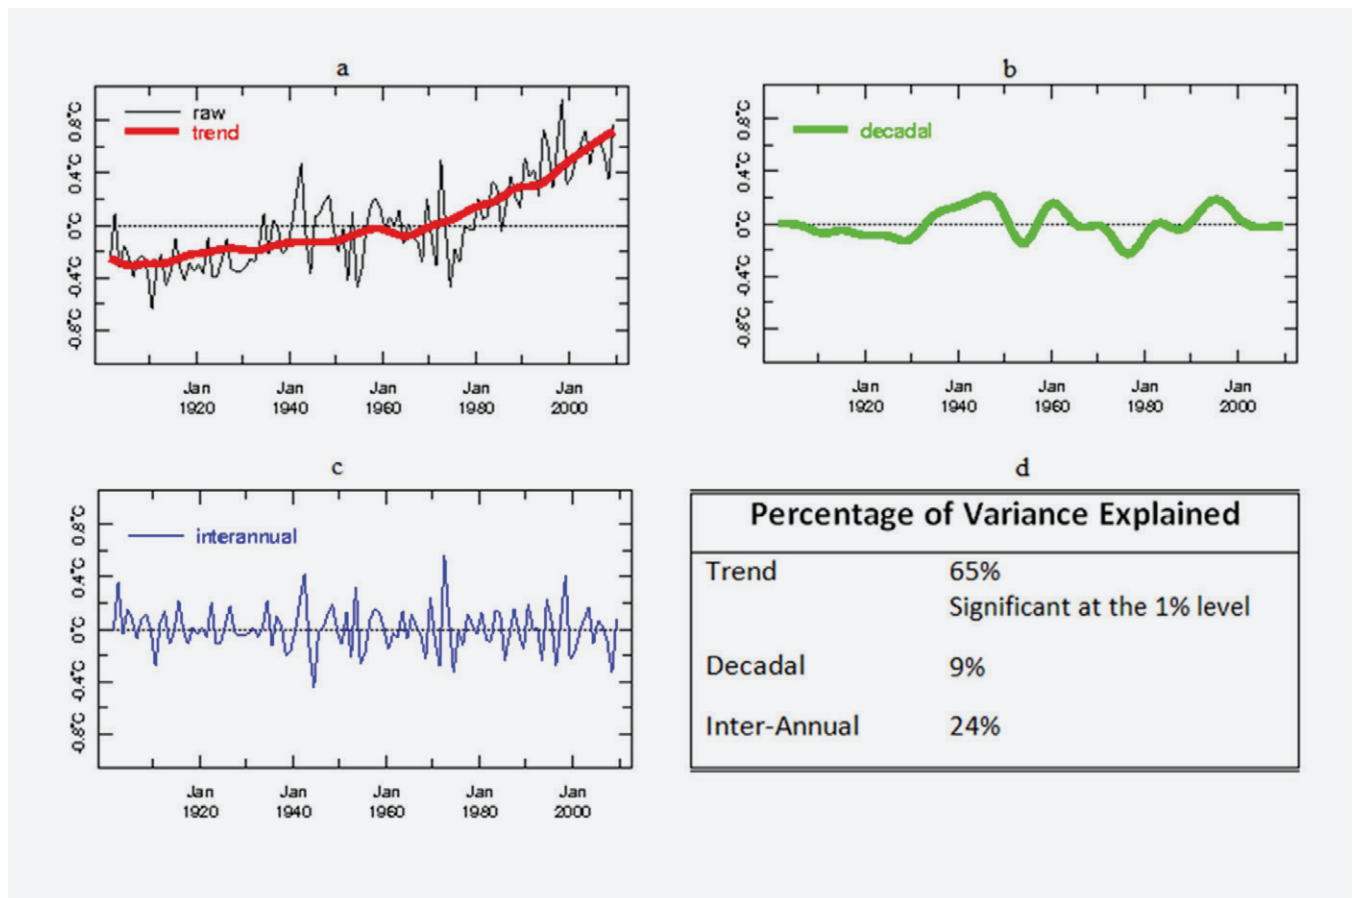 a
raw
trend
0.8°C
0.4°C
0°C
-0.4°C
-0.8°C
Jan 1920
Jan 1940
Jan 1960
Jan 1980
Jan 2000
b
decadal
0.8°C
0.4°C
0°C
-0.4°C
-0.8°C
Jan 1920
Jan 1940
Jan 1960
Jan 1980
Jan 2000
c
interannual
0.8°C
0.4°C
0°C
-0.4°C
-0.8°C
Jan 1920
Jan 1940
Jan 1960
Jan 1980
Jan 2000
d
Percentage of Variance Explained
Trend 65%
Significant at the 1% level
Decadal 9%
Inter-Annual 24%